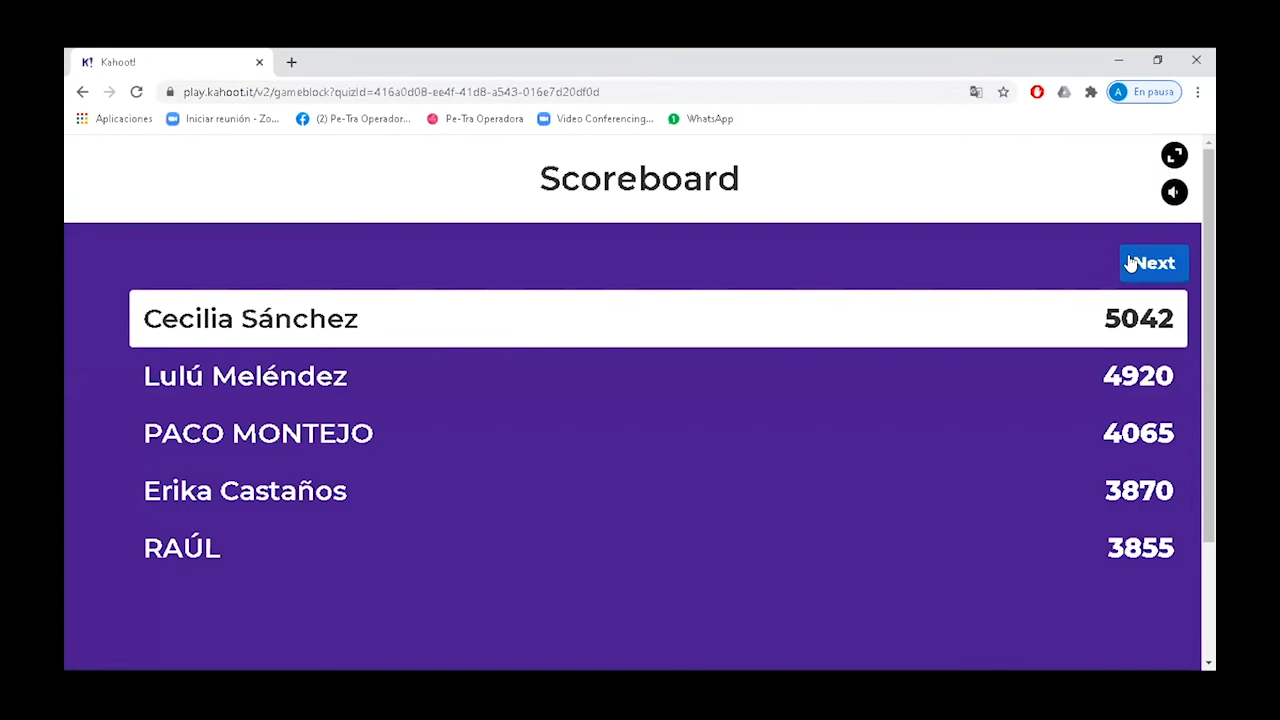 K! Kahoot!
play.kahoot.it/v2/gameblock?quizId=416a0d08-ee4f-41d8-a543-016e7d20df0d
A En pausa
Aplicaciones Iniciar reunión - Zo... (2) Pe-Tra Operador... Pe-Tra Operadora Video Conferencing... 1 WhatsApp
Scoreboard
Next
Cecilia Sánchez 5042
Lulú Meléndez 4920
PACO MONTEJO 4065
Erika Castaños 3870
RAÚL 3855